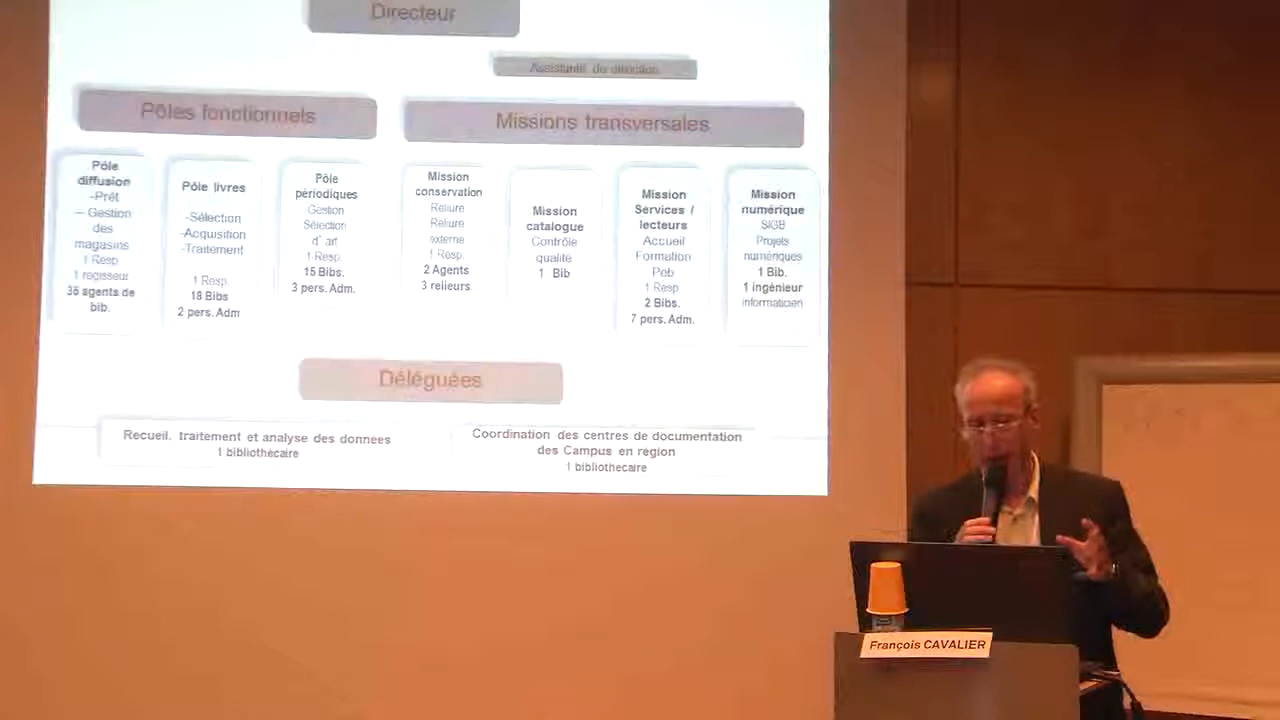 Directeur
Assistante de direction
Pôles fonctionnels
Missions transversales
Pôle
diffusion
-Prêt
– Gestion
des
magasins
1 Resp
1 régisseur
36 agents de
bib.
Pôle livres
-Sélection
-Acquisition
-Traitement
1 Resp.
18 Bibs
2 pers. Adm
Pôle
périodiques
Gestion
Sélection
d' art
1 Resp.
15 Bibs.
3 pers. Adm.
Mission
conservation
Reliure
Reliure
externe
1 Resp.
2 Agents
3 relieurs
Mission
catalogue
Contrôle
qualité
1 Bib
Mission
Services /
lecteurs
Accueil
Formation
Peb
1 Resp.
2 Bibs.
7 pers. Adm.
Mission
numérique
SIGB
Projets
numériques
1 Bib.
1 ingénieur
informaticien
Déléguées
Recueil. traitement et analyse des données
1 bibliothécaire
Coordination des centres de documentation
des Campus en région
1 bibliothécaire
François CAVALIER